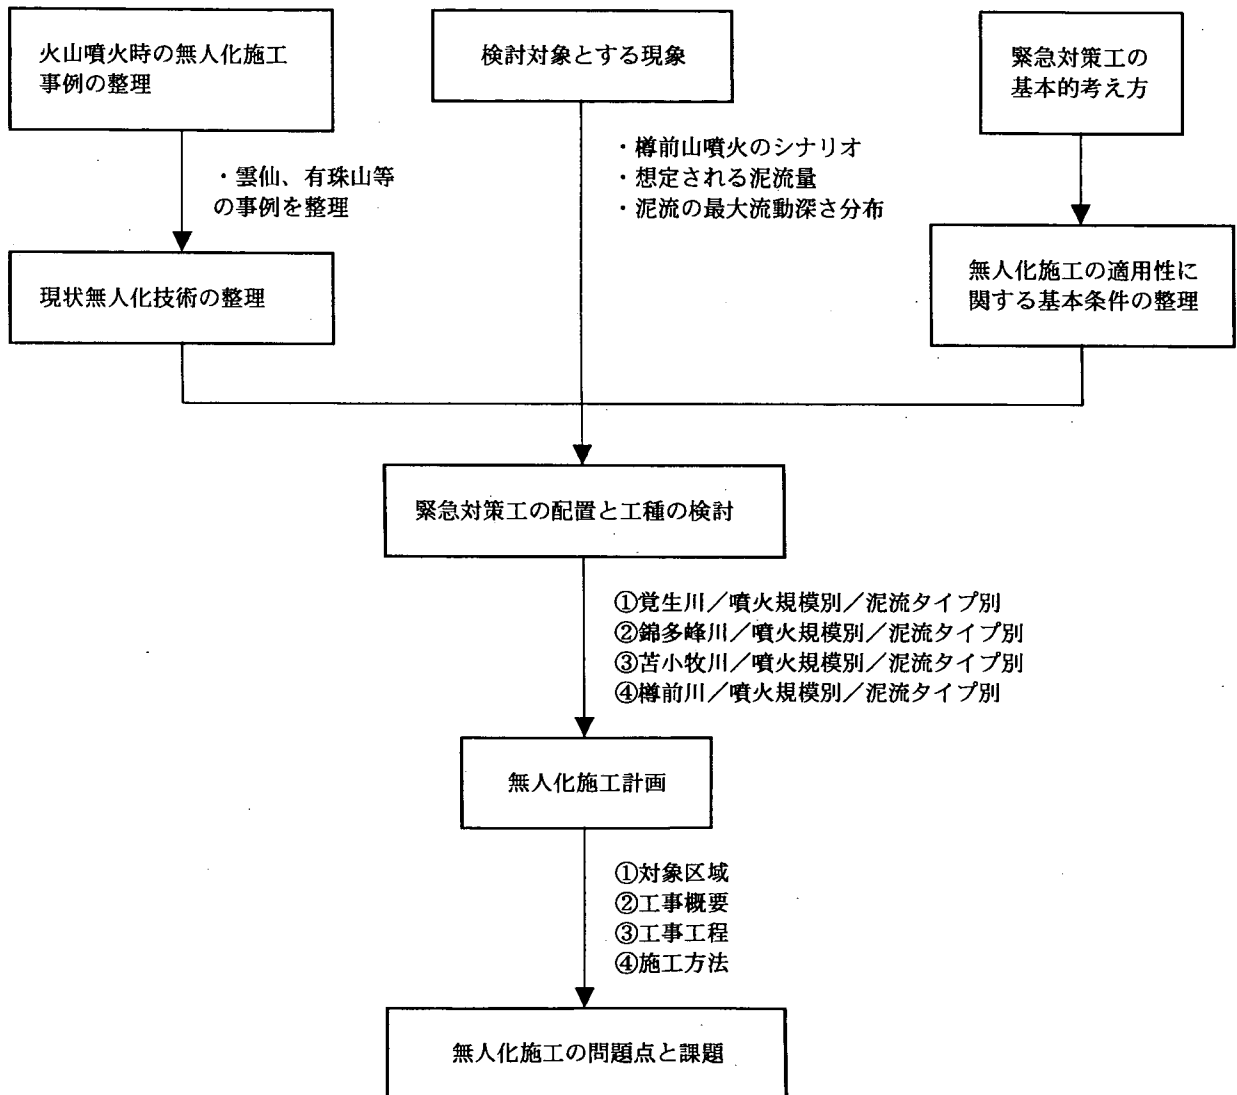 火山噴火時の無人化施工
事例の整理
検討対象とする現象
緊急対策工の
基本的考え方
・雲仙、有珠山等
の事例を整理
・樽前山噴火のシナリオ
・想定される泥流量
・泥流の最大流動深さ分布
現状無人化技術の整理
無人化施工の適用性に
関する基本条件の整理
緊急対策工の配置と工種の検討
①覚生川／噴火規模別／泥流タイプ別
②錦多峰川／噴火規模別／泥流タイプ別
③苫小牧川／噴火規模別／泥流タイプ別
④樽前川／噴火規模別／泥流タイプ別
無人化施工計画
①対象区域
②工事概要
③工事工程
④施工方法
無人化施工の問題点と課題